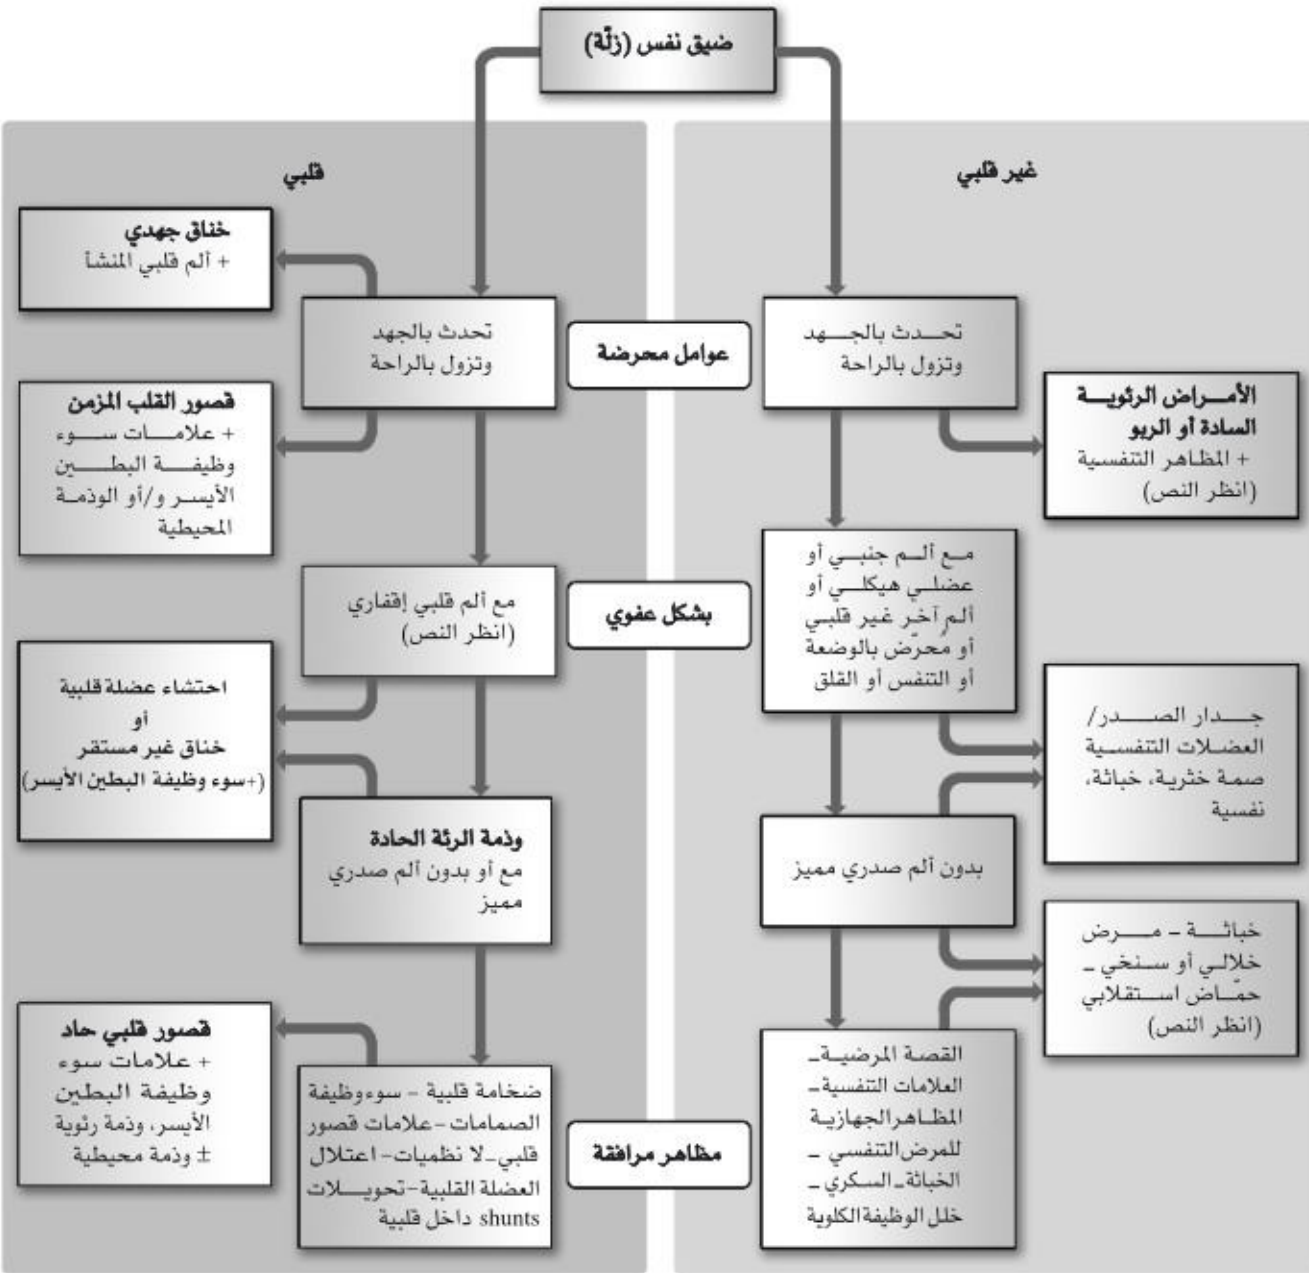 ضيق نفس (زلّة)
غير قلبي
قلبي
تحدث بالجهد
وتزول بالراحة
الأمراض الرئوية
السادة أو الربو
+ المظاهر التنفسية
(انظر النص)
مع ألم جنبي أو
عضلي هيكلي أو
ألم آخر غير قلبي
أو مُحرّض بالوضعة
أو التنفس أو القلق
جدار الصدر/
العضلات التنفسية
صمة خثرية، خباثة،
نفسية
بدون ألم صدري مميز
خباثة – مرض
خلالي أو سنخي –
حمّاض استقلابي
(انظر النص)
القصة المرضية–
العلامات التنفسية–
المظاهر الجهازية
للمرض التنفسي –
الخباثة– السكري –
خلل الوظيفة الكلوية
عوامل محرضة
بشكل عفوي
مظاهر مرافقة
خناق جهدي
+ ألم قلبي المنشأ
تحدث بالجهد
وتزول بالراحة
قصور القلب المزمن
+ علامات سوء
وظيفة البطين
الأيسر و/أو الوذمة
المحيطية
مع ألم قلبي إقفاري
(انظر النص)
احتشاء عضلة قلبية
أو
خناق غير مستقر
(+سوء وظيفة البطين الأيسر)
وذمة الرئة الحادة
مع أو بدون ألم صدري
مميز
قصور قلبي حاد
+ علامات سوء
وظيفة البطين
الأيسر، وذمة رئوية
± وذمة محيطية
ضخامة قلبية – سوء وظيفة
الصمامات – علامات قصور
قلبي – لا نظميات – اعتلال
العضلة القلبية – تحويلات
shunts داخل قلبية